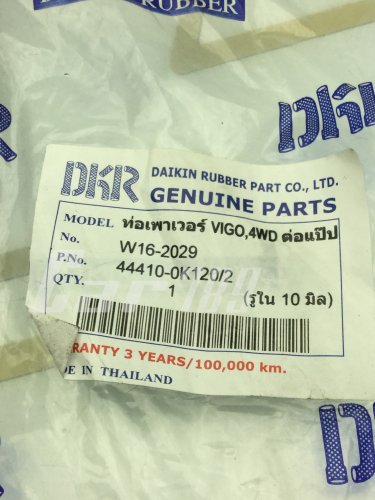 RUBBER
DKR
DKR
DAIKIN RUBBER PART CO., LTD.
GENUINE PARTS
MODEL ท่อเพาเวอร์ VIGO,4WD ต่อแป๊ป
No. W16-2029
P.No. 44410-0K120/2
QTY. 1 (รูใน 10 มิล)
RANTY 3 YEARS/100,000 km.
DE IN THAILAND